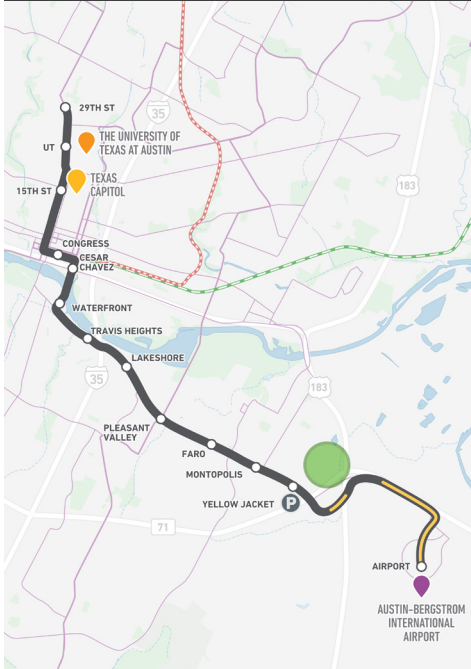 29TH ST
35
UT
THE UNIVERSITY OF
TEXAS AT AUSTIN
TEXAS
CAPITOL
15TH ST
183
CONGRESS
CESAR
CHAVEZ
WATERFRONT
TRAVIS HEIGHTS
LAKESHORE
35
183
PLEASANT
VALLEY
FARO
MONTOPOLIS
YELLOW JACKET
P
71
AIRPORT
AUSTIN-BERGSTROM
INTERNATIONAL
AIRPORT